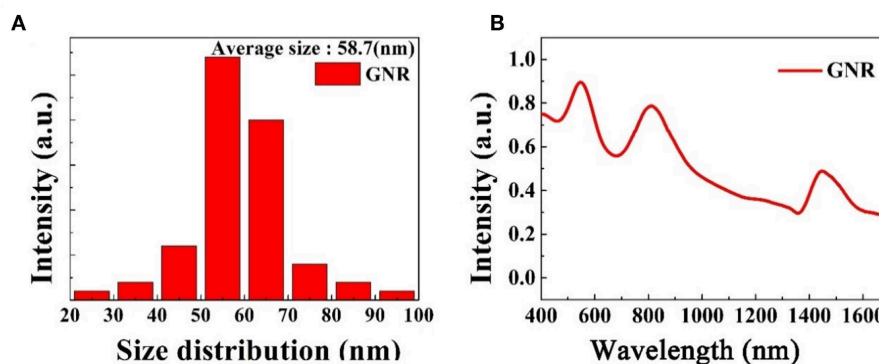 A
Average size : 58.7(nm)
GNR
Intensity (a.u.)
20 30 40 50 60 70 80 90 100
Size distribution (nm)
B
GNR
Intensity (a.u.)
1.0
0.8
0.6
0.4
0.2
0.0
400 600 800 1000 1200 1400 1600
Wavelength (nm)